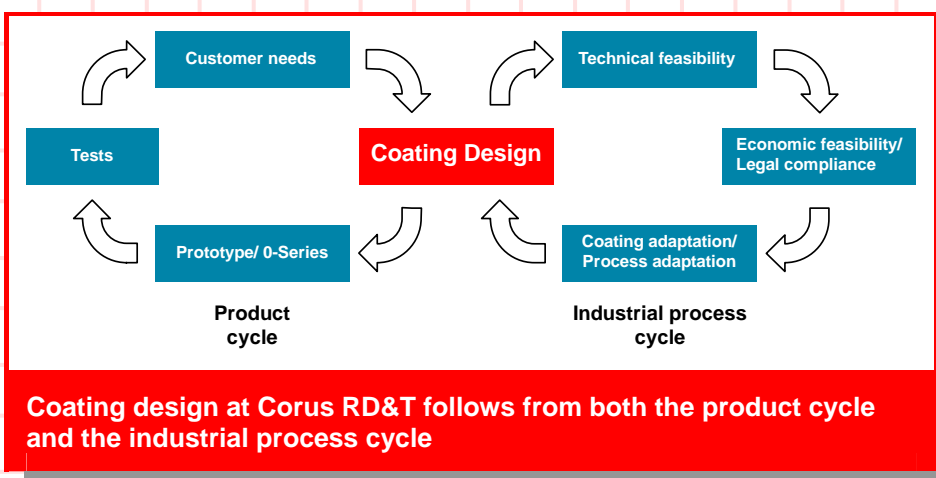 Customer needs
Technical feasibility
Tests
Coating Design
Economic feasibility/
Legal compliance
Prototype/ 0-Series
Coating adaptation/
Process adaptation
Product
cycle
Industrial process
cycle
Coating design at Corus RD&T follows from both the product cycle
and the industrial process cycle